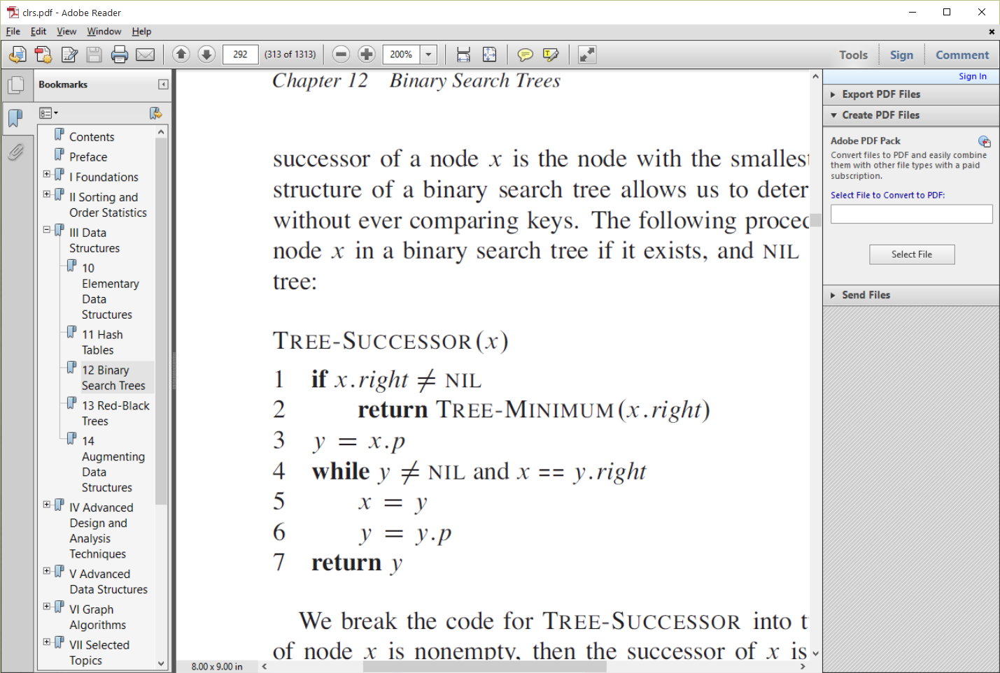 clrs.pdf - Adobe Reader
File Edit View Window Help
292 (313 of 1313) 200% Tools Sign Comment
Bookmarks
Contents
Preface
I Foundations
II Sorting and
Order Statistics
III Data
Structures
10
Elementary
Data
Structures
11 Hash
Tables
12 Binary
Search Trees
13 Red-Black
Trees
14
Augmenting
Data
Structures
IV Advanced
Design and
Analysis
Techniques
V Advanced
Data Structures
VI Graph
Algorithms
VII Selected
Topics
Chapter 12 Binary Search Trees
successor of a node x is the node with the smallest
structure of a binary search tree allows us to deter
without ever comparing keys. The following proced
node x in a binary search tree if it exists, and NIL
tree:
TREE-SUCCESSOR(x)
1 if x.right ≠ NIL
2 return TREE-MINIMUM(x.right)
3 y = x.p
4 while y ≠ NIL and x == y.right
5 x = y
6 y = y.p
7 return y
We break the code for TREE-SUCCESSOR into t
of node x is nonempty, then the successor of x is
8.00 x 9.00 in
Sign In
Export PDF Files
Create PDF Files
Adobe PDF Pack
Convert files to PDF and easily combine
them with other file types with a paid
subscription.
Select File to Convert to PDF:
Select File
Send Files